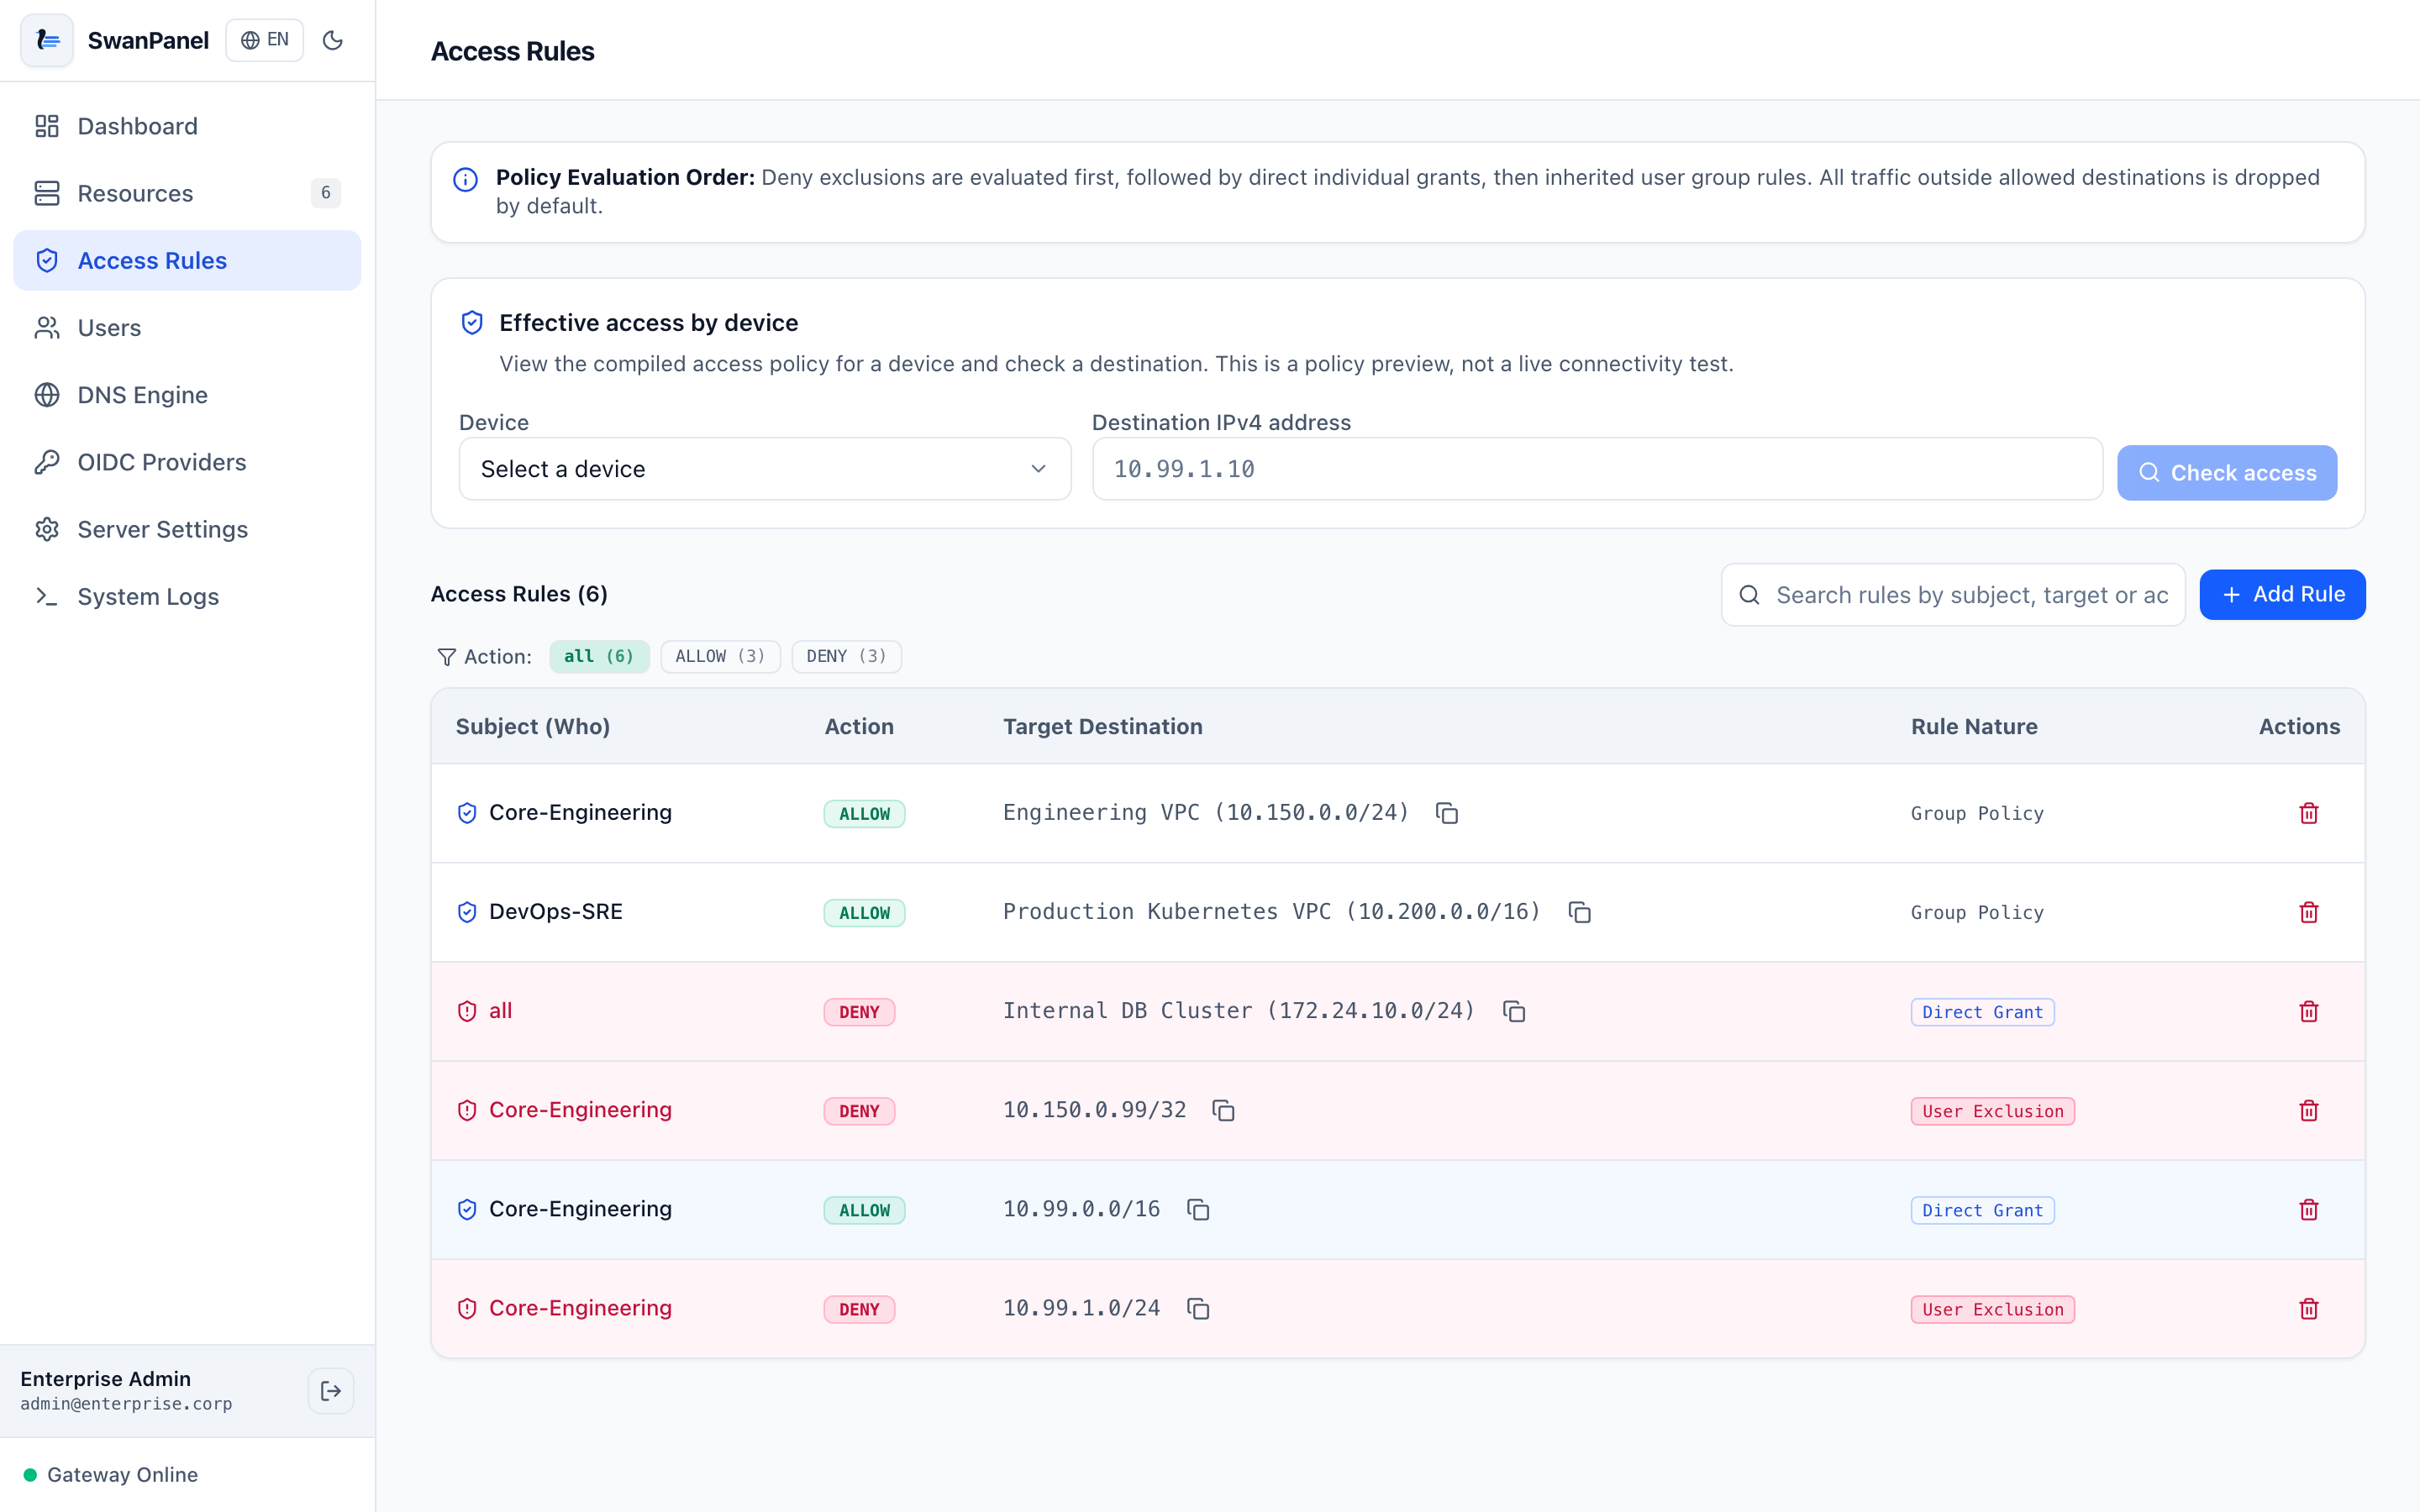 SwanPanel
EN
Dashboard
Resources
6
Access Rules
Users
DNS Engine
OIDC Providers
Server Settings
System Logs
Enterprise Admin
admin@enterprise.corp
Gateway Online
Access Rules
Policy Evaluation Order: Deny exclusions are evaluated first, followed by direct individual grants, then inherited user group rules. All traffic outside allowed destinations is dropped
by default.
Effective access by device
View the compiled access policy for a device and check a destination. This is a policy preview, not a live connectivity test.
Device
Destination IPv4 address
Select a device
10.99.1.10
Check access
Access Rules (6)
Search rules by subject, target or ac
Add Rule
Action: all (6) ALLOW (3) DENY (3)
Subject (Who) Action Target Destination Rule Nature Actions
Core-Engineering ALLOW Engineering VPC (10.150.0.0/24) Group Policy
DevOps-SRE ALLOW Production Kubernetes VPC (10.200.0.0/16) Group Policy
all DENY Internal DB Cluster (172.24.10.0/24) Direct Grant
Core-Engineering DENY 10.150.0.99/32 User Exclusion
Core-Engineering ALLOW 10.99.0.0/16 Direct Grant
Core-Engineering DENY 10.99.1.0/24 User Exclusion